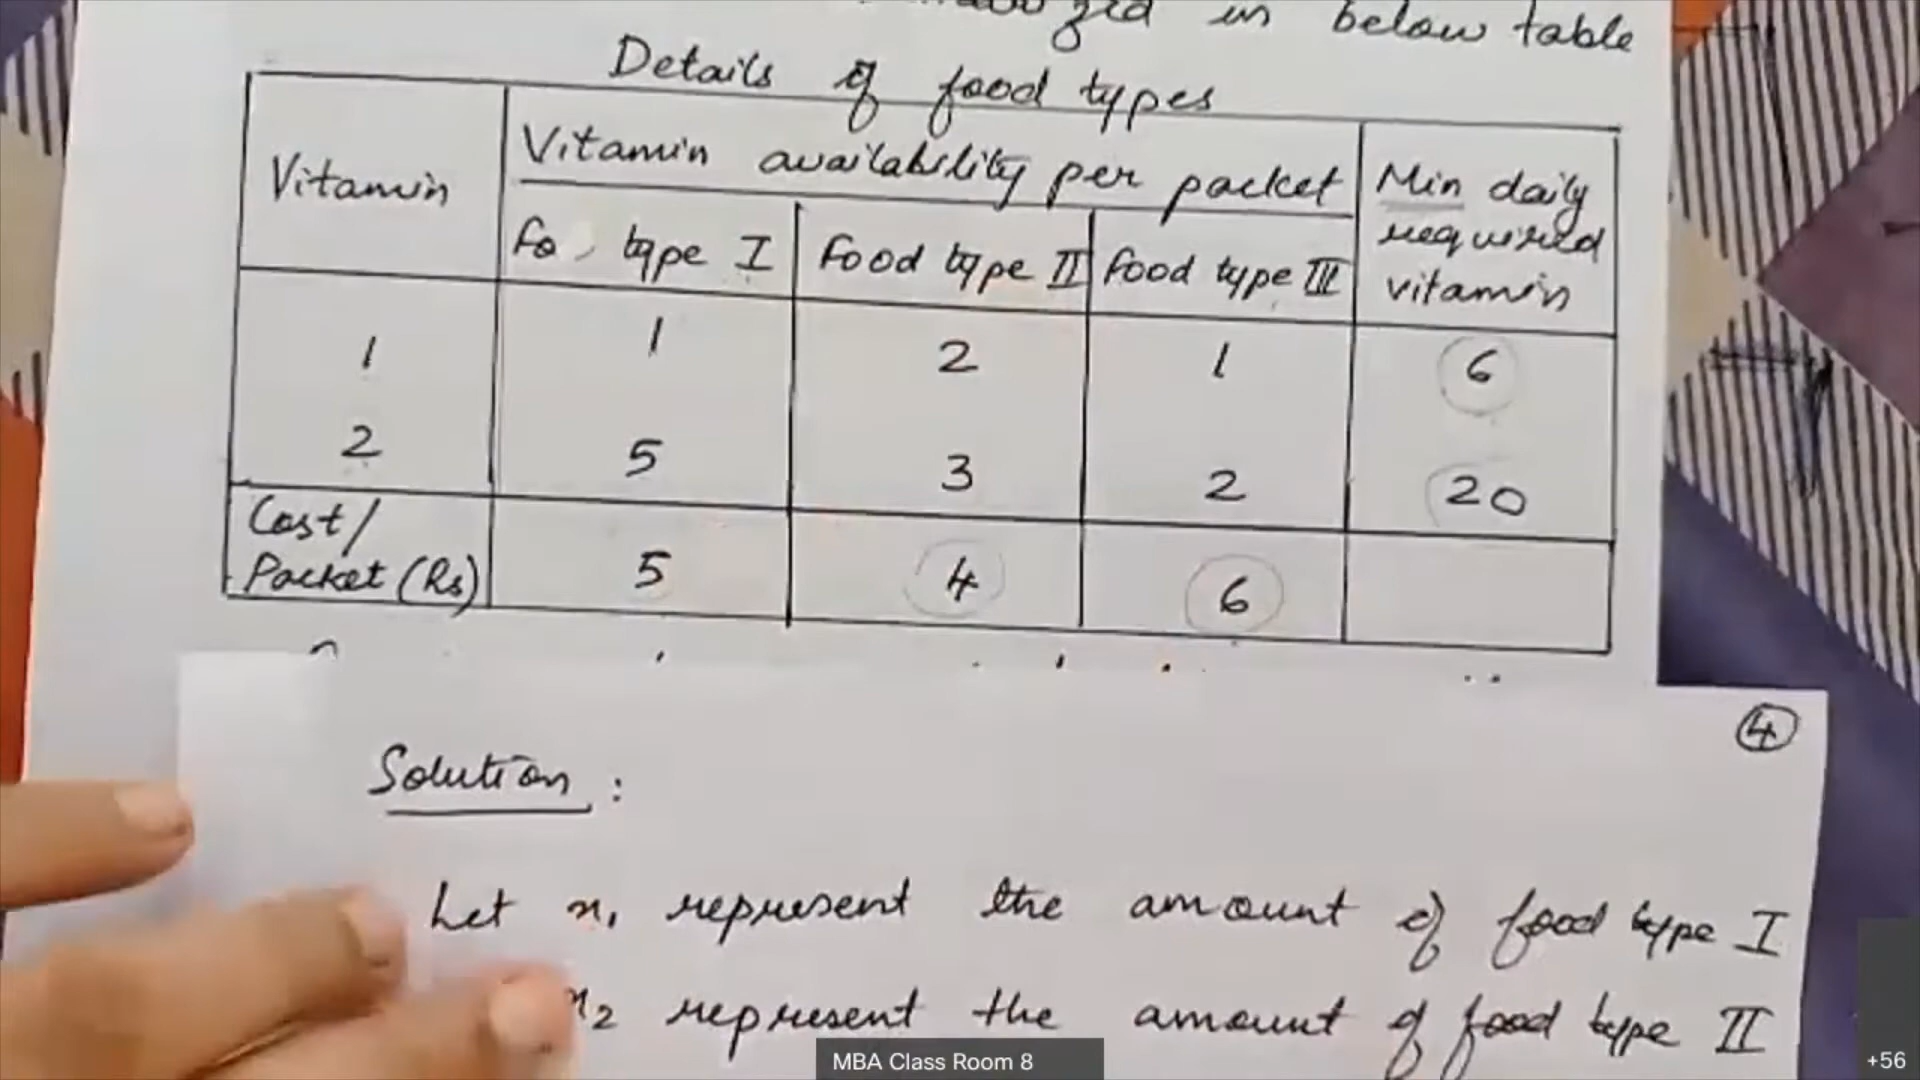 in below table
Details of food types
Vitamin
Vitamin availability per packet
Min daily required vitamin
type I
Food type II
Food type III
1 1 2 1 6
2 5 3 2 20
Cost/ Packet (Rs) 5 4 6
4
Solution :
Let x1 represent the amount of food type I
x2 represent the amount of food type II
MBA Class Room 8
+56